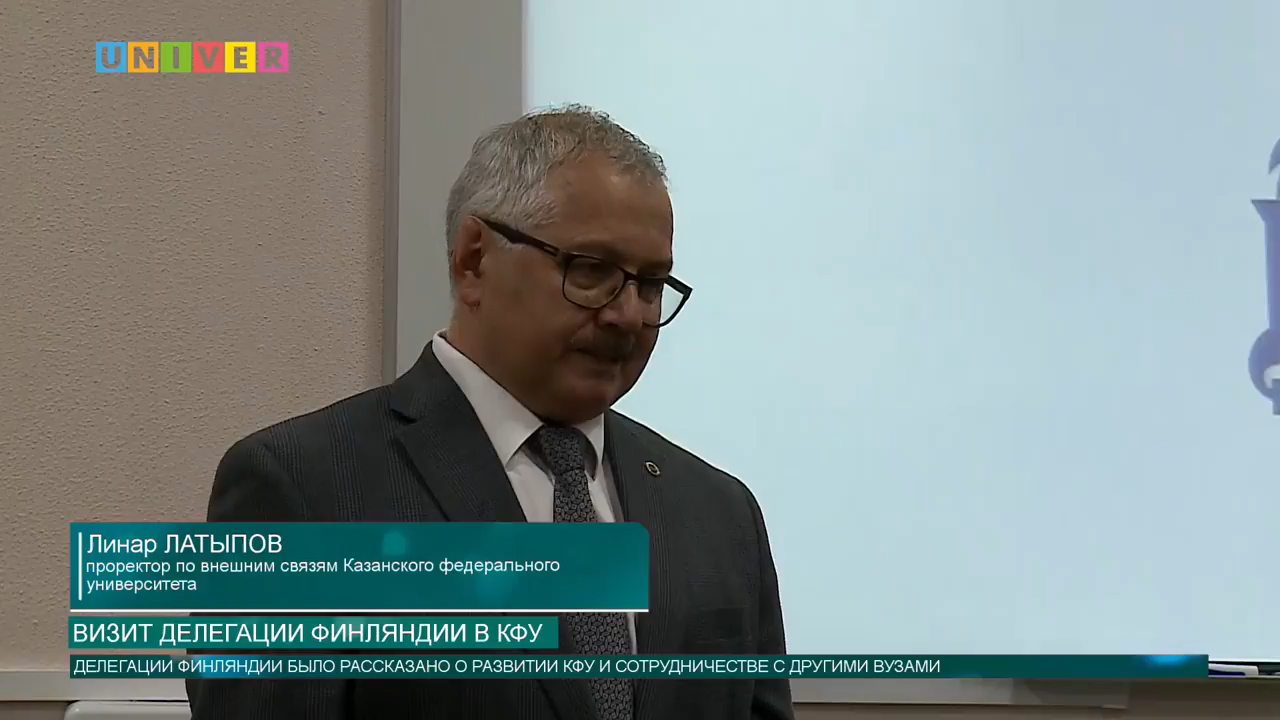 UNIVER
Линар ЛАТЫПОВ
проректор по внешним связям Казанского федерального
университета
ВИЗИТ ДЕЛЕГАЦИИ ФИНЛЯНДИИ В КФУ
ДЕЛЕГАЦИИ ФИНЛЯНДИИ БЫЛО РАССКАЗАНО О РАЗВИТИИ КФУ И СОТРУДНИЧЕСТВЕ С ДРУГИМИ ВУЗАМИ